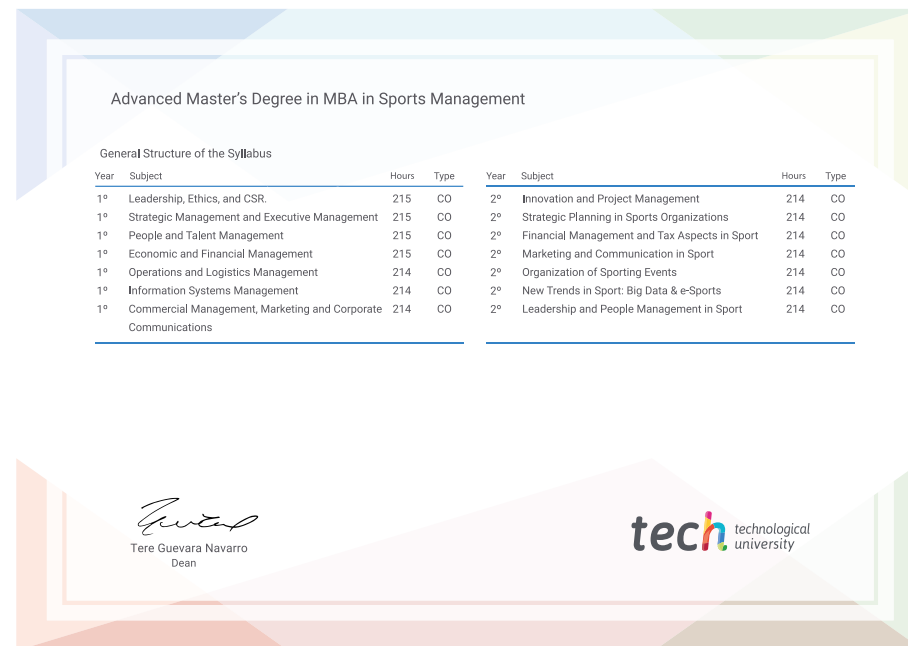 Advanced Master's Degree in MBA in Sports Management
General Structure of the Syllabus
Year Subject Hours Type
1º Leadership, Ethics, and CSR. 215 CO
1º Strategic Management and Executive Management 215 CO
1º People and Talent Management 215 CO
1º Economic and Financial Management 215 CO
1º Operations and Logistics Management 214 CO
1º Information Systems Management 214 CO
1º Commercial Management, Marketing and Corporate 214 CO
Communications
Year Subject Hours Type
2º Innovation and Project Management 214 CO
2º Strategic Planning in Sports Organizations 214 CO
2º Financial Management and Tax Aspects in Sport 214 CO
2º Marketing and Communication in Sport 214 CO
2º Organization of Sporting Events 214 CO
2º New Trends in Sport: Big Data & e-Sports 214 CO
2º Leadership and People Management in Sport 214 CO
Tere Guevara Navarro
Dean
tech technological
university